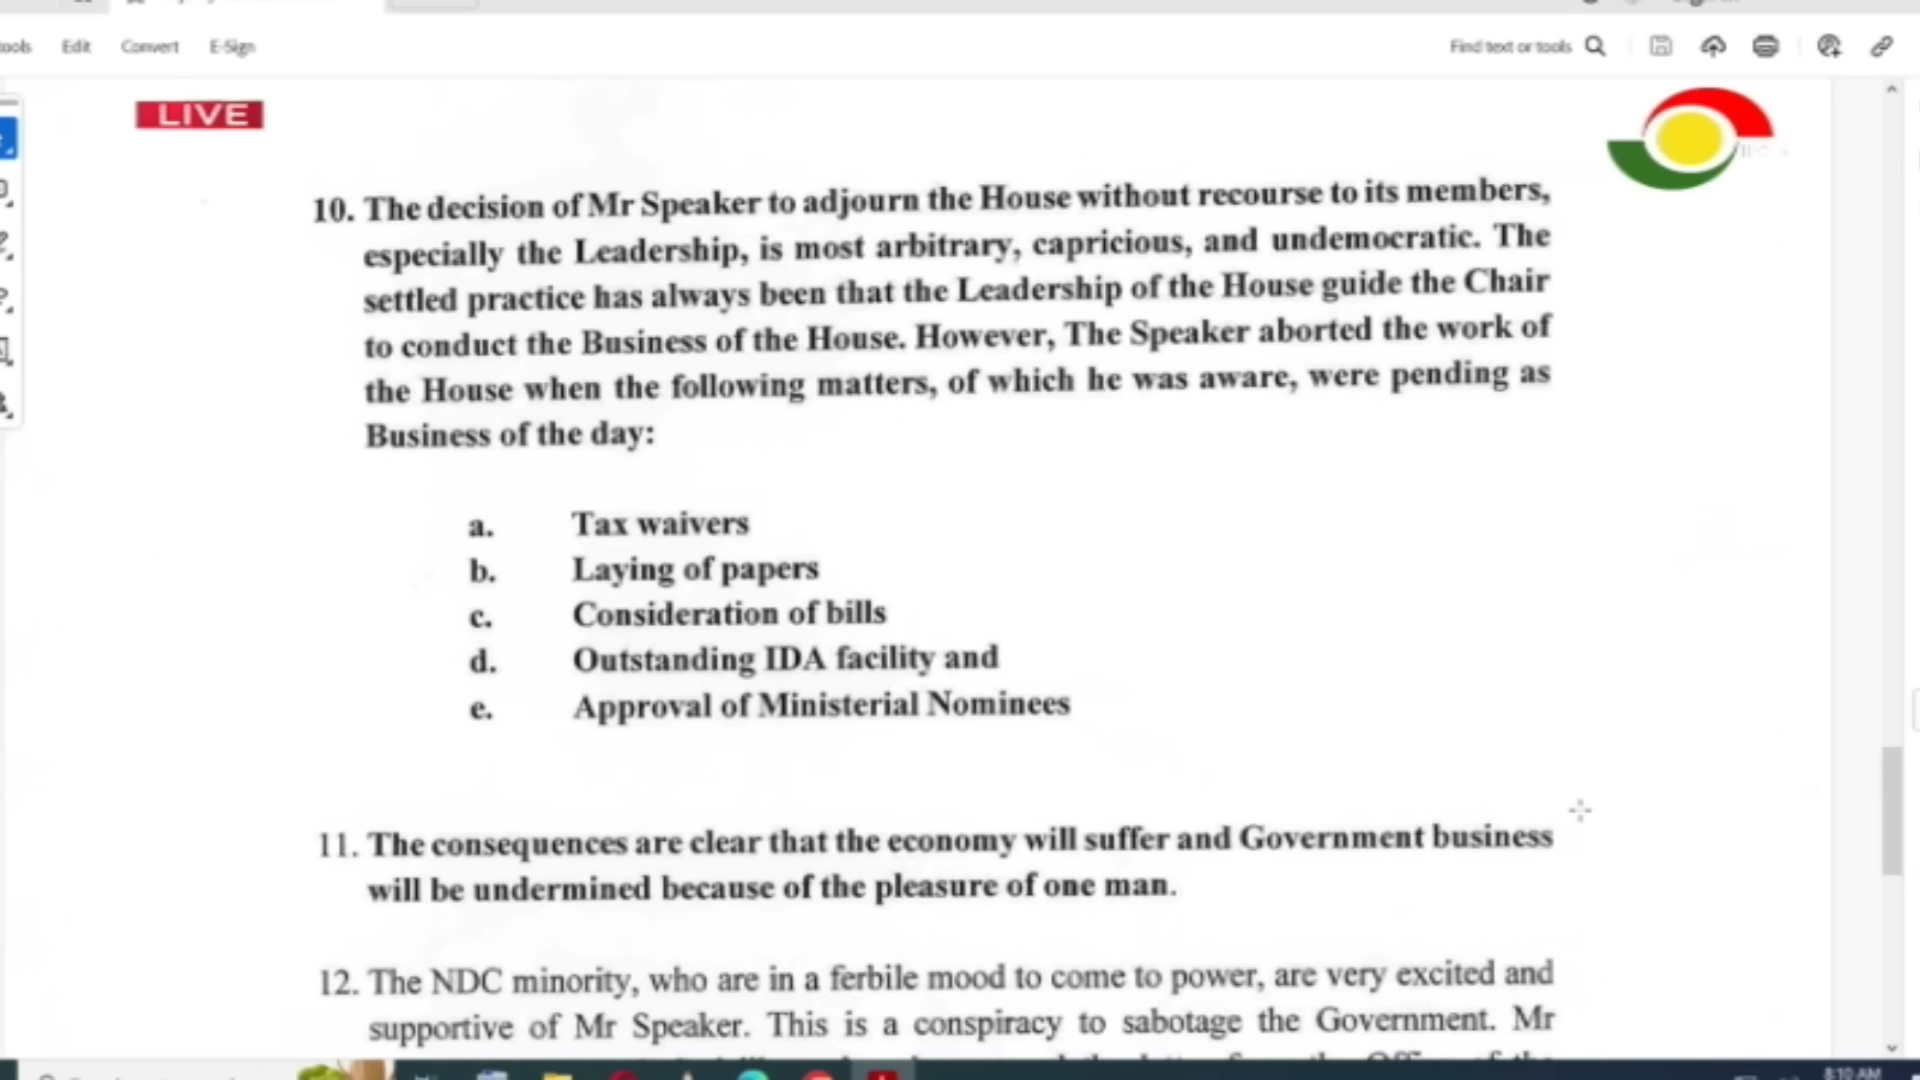 Edit Convert E-Sign Find text or tools
LIVE
10. The decision of Mr Speaker to adjourn the House without recourse to its members,
especially the Leadership, is most arbitrary, capricious, and undemocratic. The
settled practice has always been that the Leadership of the House guide the Chair
to conduct the Business of the House. However, The Speaker aborted the work of
the House when the following matters, of which he was aware, were pending as
Business of the day:
a. Tax waivers
b. Laying of papers
c. Consideration of bills
d. Outstanding IDA facility and
e. Approval of Ministerial Nominees
11. The consequences are clear that the economy will suffer and Government business
will be undermined because of the pleasure of one man.
12. The NDC minority, who are in a ferbile mood to come to power, are very excited and
supportive of Mr Speaker. This is a conspiracy to sabotage the Government. Mr
8:10 AM